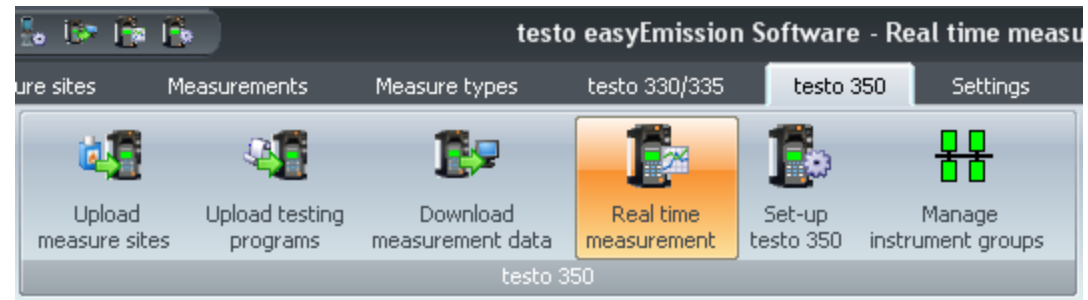 testo easyEmission Software - Real time measu
ure sites Measurements Measure types testo 330/335 testo 350 Settings
Upload measure sites
Upload testing programs
Download measurement data
Real time measurement
Set-up testo 350
Manage instrument groups
testo 350